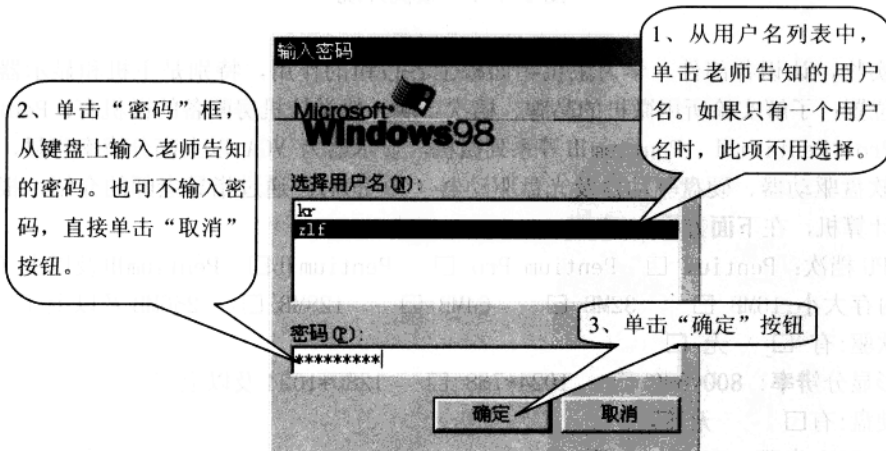 输入密码
Microsoft
Windows98
选择用户名(N):
kr
zlf
密码(P):
*********
确定
取消
1、从用户名列表中，
单击老师告知的用户
名。如果只有一个用户
名时，此项不用选择。
2、单击“密码”框，
从键盘上输入老师告知
的密码。也可不输入密
码，直接单击“取消”
按钮。
3、单击“确定”按钮